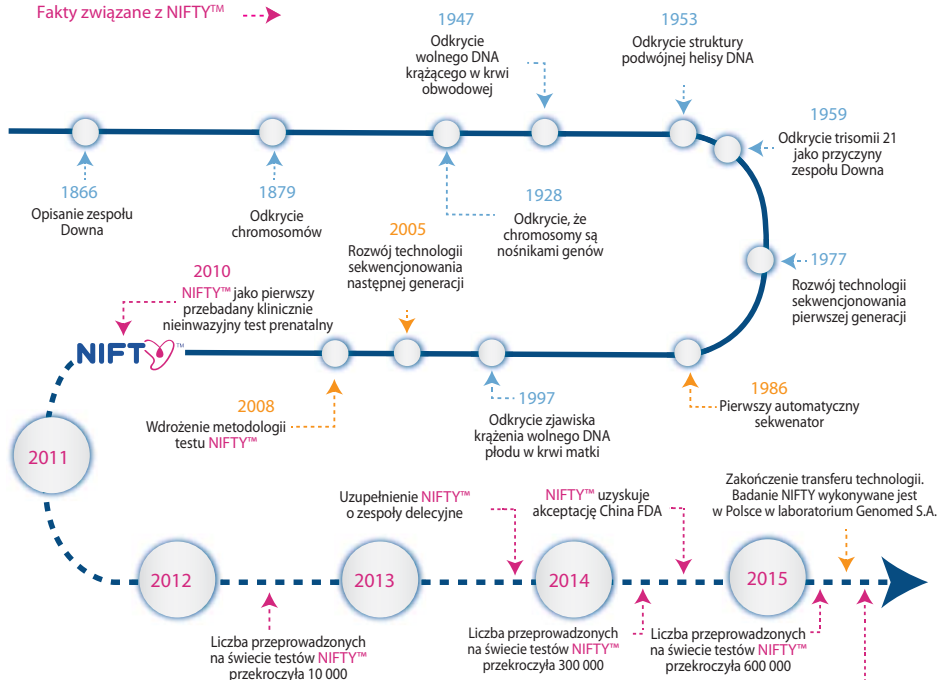 Fakty związane z NIFTY™
1947
Odkrycie
wolnego DNA
krążącego w krwi
obwodowej
1953
Odkrycie struktury
podwójnej helisy DNA
1959
Odkrycie trisomii 21
jako przyczyny
zespołu Downa
1866
Opisanie zespołu
Downa
1879
Odkrycie
chromosomów
1928
Odkrycie, że
chromosomy są
nośnikami genów
1977
Rozwój technologii
sekwencjonowania
pierwszej generacji
2005
Rozwój technologii
sekwencjonowania
następnej generacji
2010
NIFTY™ jako pierwszy
przebadany klinicznie
nieinwazyjny test prenatalny
NIFTY™
2008
Wdrożenie metodologii
testu NIFTY™
1997
Odkrycie zjawiska
krążenia wolnego DNA
płodu w krwi matki
1986
Pierwszy automatyczny
sekwenator
2011
Uzupełnienie NIFTY™
o zespoły delecyjne
NIFTY™ uzyskuje
akceptację China FDA
Zakończenie transferu technologii.
Badanie NIFTY wykonywane jest
w Polsce w laboratorium Genomed S.A.
2012
2013
2014
2015
Liczba przeprowadzonych
na świecie testów NIFTY™
przekroczyła 10 000
Liczba przeprowadzonych
na świecie testów NIFTY™
przekroczyła 300 000
Liczba przeprowadzonych
na świecie testów NIFTY™
przekroczyła 600 000